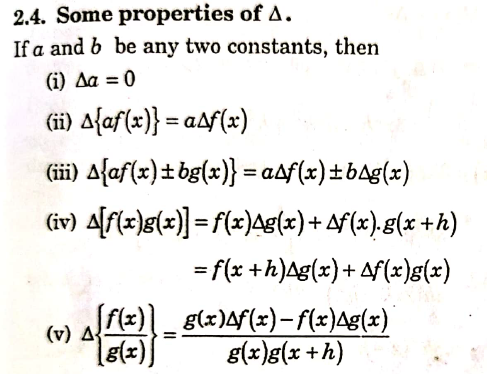 2.4. Some properties of Δ.
If a and b be any two constants, then
(i) Δa = 0
(ii) Δ{af(x)} = aΔf(x)
(iii) Δ{af(x) ± bg(x)} = aΔf(x) ± bΔg(x)
(iv) Δ[f(x)g(x)] = f(x)Δg(x) + Δf(x).g(x + h)
= f(x + h)Δg(x) + Δf(x)g(x)
(v) Δ{f(x)/g(x)} = g(x)Δf(x) – f(x)Δg(x) / g(x)g(x + h)